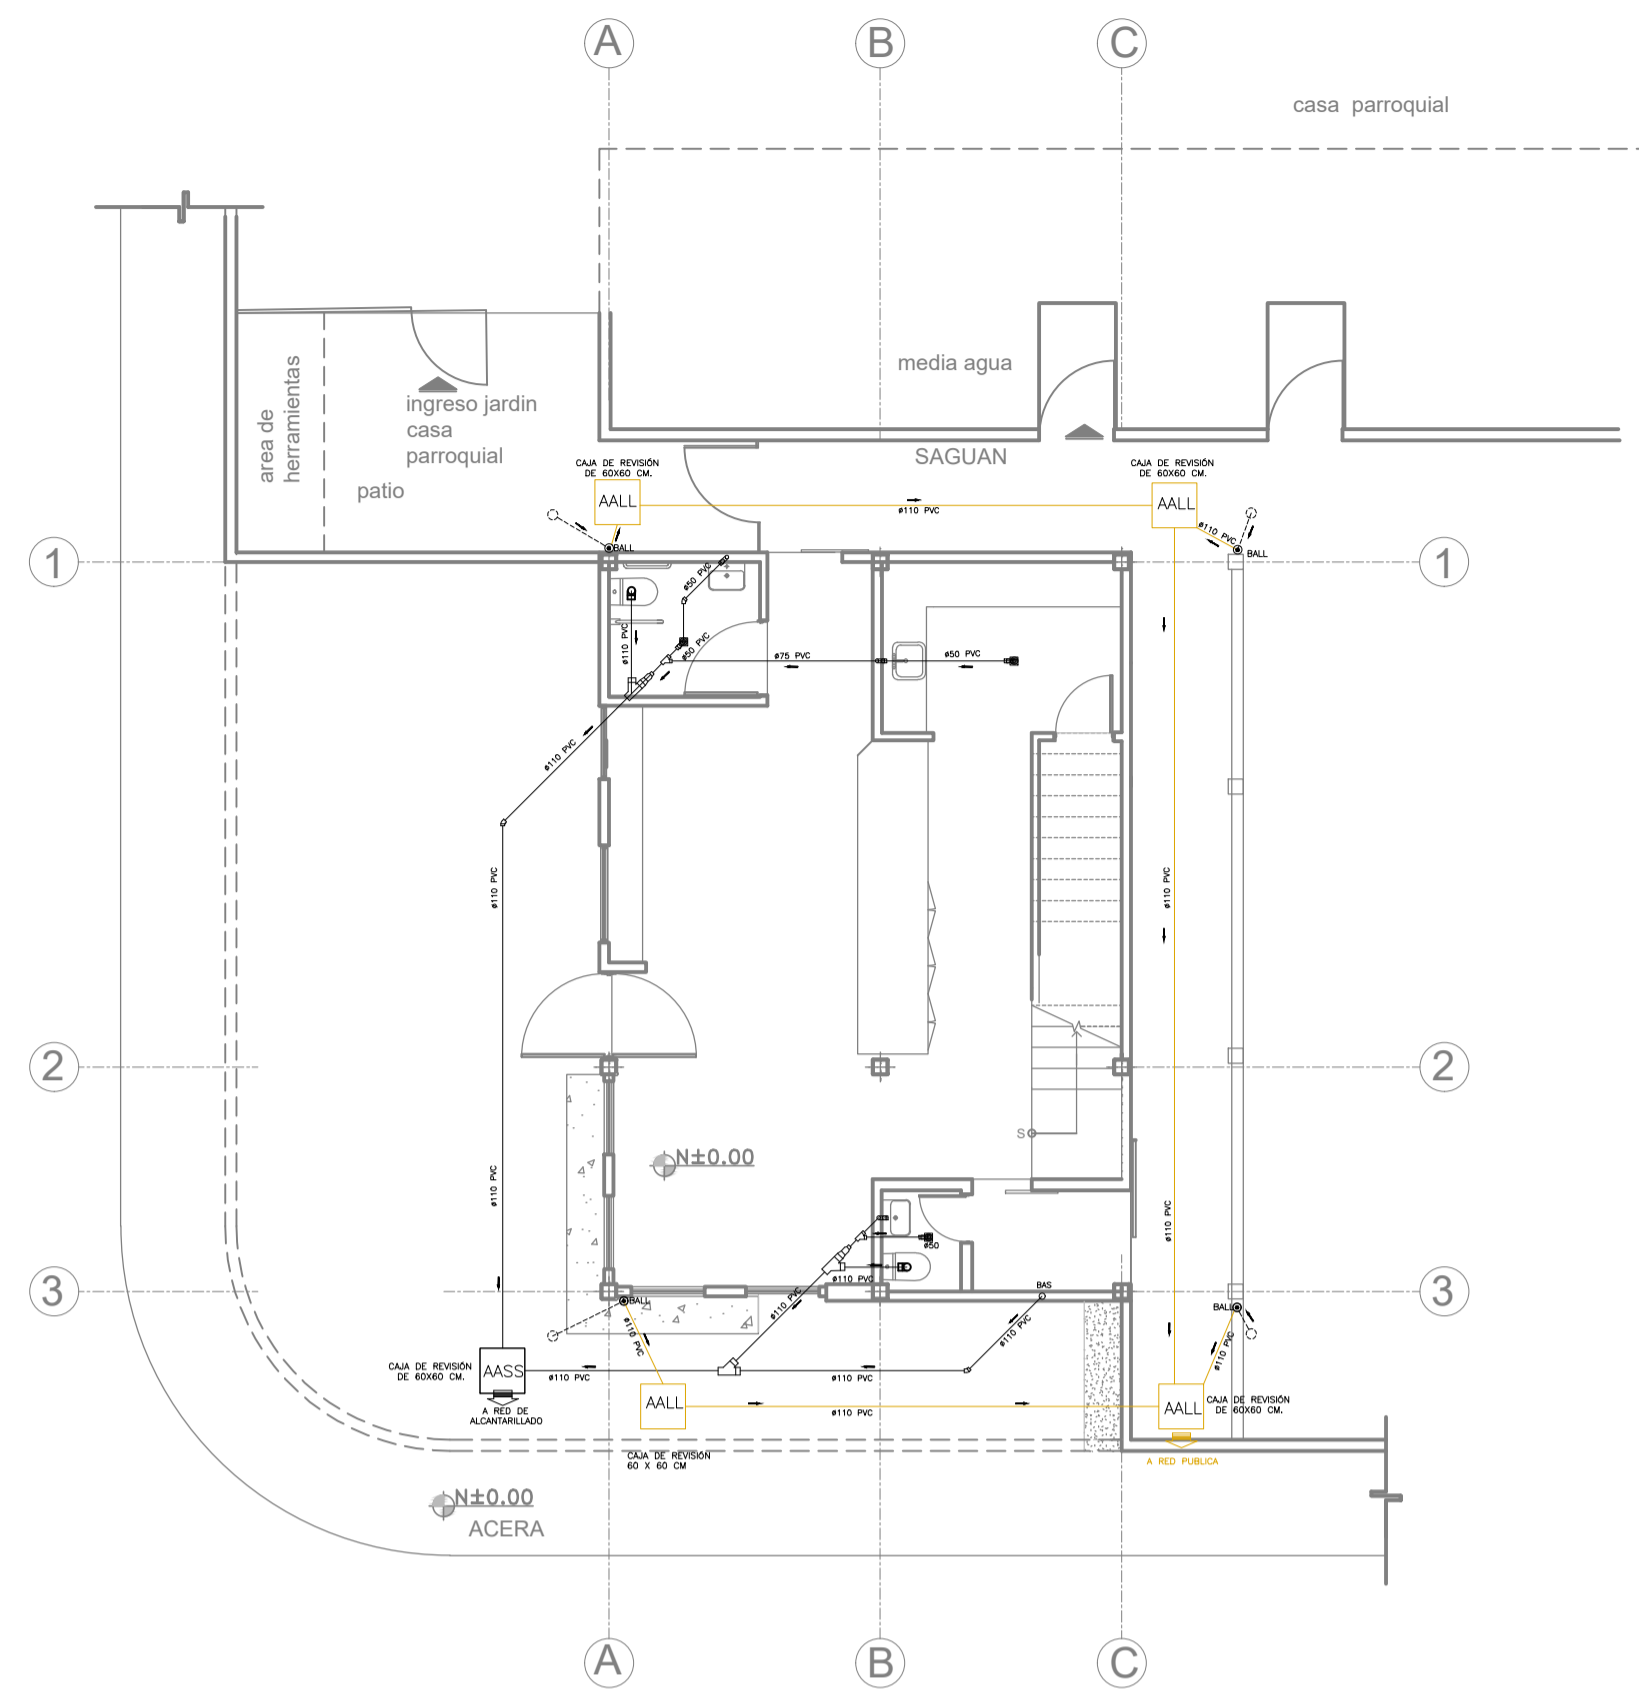 A
B
C
casa parroquial
media agua
area de
herramientas
ingreso jardin
casa
parroquial
patio
SAGUAN
CAJA DE REVISIÓN
DE 60X60 CM.
AALL
ø110 PVC
CAJA DE REVISIÓN
DE 60X60 CM.
AALL
ø110 PVC
BALL
BALL
1
1
ø50 PVC
ø110 PVC
ø50 PVC
ø75 PVC
ø50 PVC
ø110 PVC
ø110 PVC
ø110 PVC
2
2
S
N±0.00
ø110 PVC
ø110 PVC
ø50
ø110 PVC
3
3
BAS
BALL
BALL
ø110 PVC
ø110 PVC
ø110 PVC
ø110 PVC
CAJA DE REVISIÓN
DE 60X60 CM.
AASS
ø110 PVC
ø110 PVC
A RED DE
ALCANTARILLADO
AALL
ø110 PVC
AALL
CAJA DE REVISIÓN
DE 60X60 CM.
CAJA DE REVISIÓN
60 X 60 CM
A RED PUBLICA
N±0.00
ACERA
A
B
C